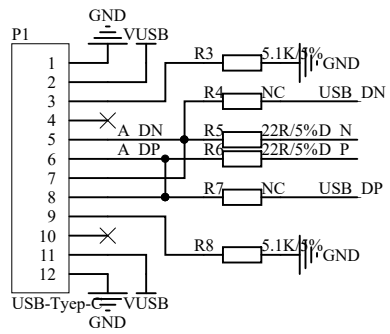 GND
P1 VUSB
1 R3 5.1K/5% GND
2
3 R4 NC USB_DN
4
5 A_DN R5 22R/5% D_N
6 A_DP R6 22R/5% D_P
7
8 R7 NC USB_DP
9
10 R8 5.1K/5% GND
11
12
USB-Tyep-C VUSB
GND